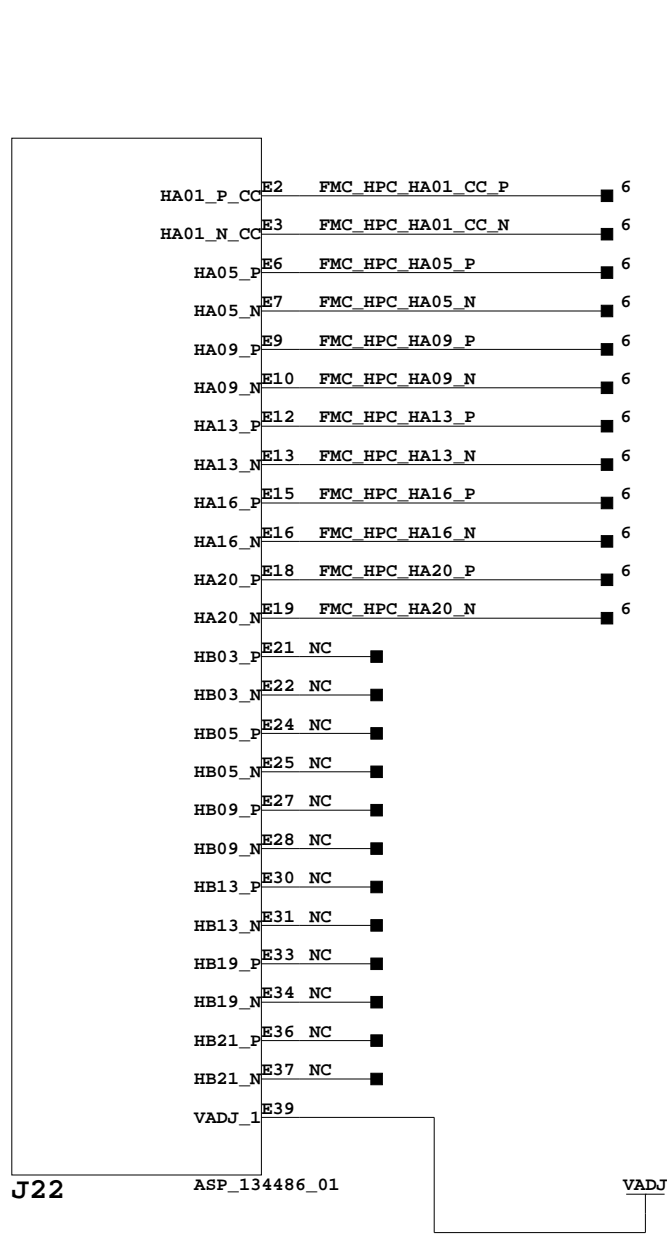 HA01_P_CC E2 FMC_HPC_HA01_CC_P 6
HA01_N_CC E3 FMC_HPC_HA01_CC_N 6
HA05_P E6 FMC_HPC_HA05_P 6
HA05_N E7 FMC_HPC_HA05_N 6
HA09_P E9 FMC_HPC_HA09_P 6
HA09_N E10 FMC_HPC_HA09_N 6
HA13_P E12 FMC_HPC_HA13_P 6
HA13_N E13 FMC_HPC_HA13_N 6
HA16_P E15 FMC_HPC_HA16_P 6
HA16_N E16 FMC_HPC_HA16_N 6
HA20_P E18 FMC_HPC_HA20_P 6
HA20_N E19 FMC_HPC_HA20_N 6
HB03_P E21 NC
HB03_N E22 NC
HB05_P E24 NC
HB05_N E25 NC
HB09_P E27 NC
HB09_N E28 NC
HB13_P E30 NC
HB13_N E31 NC
HB19_P E33 NC
HB19_N E34 NC
HB21_P E36 NC
HB21_N E37 NC
VADJ_1 E39
J22 ASP_134486_01 VADJ